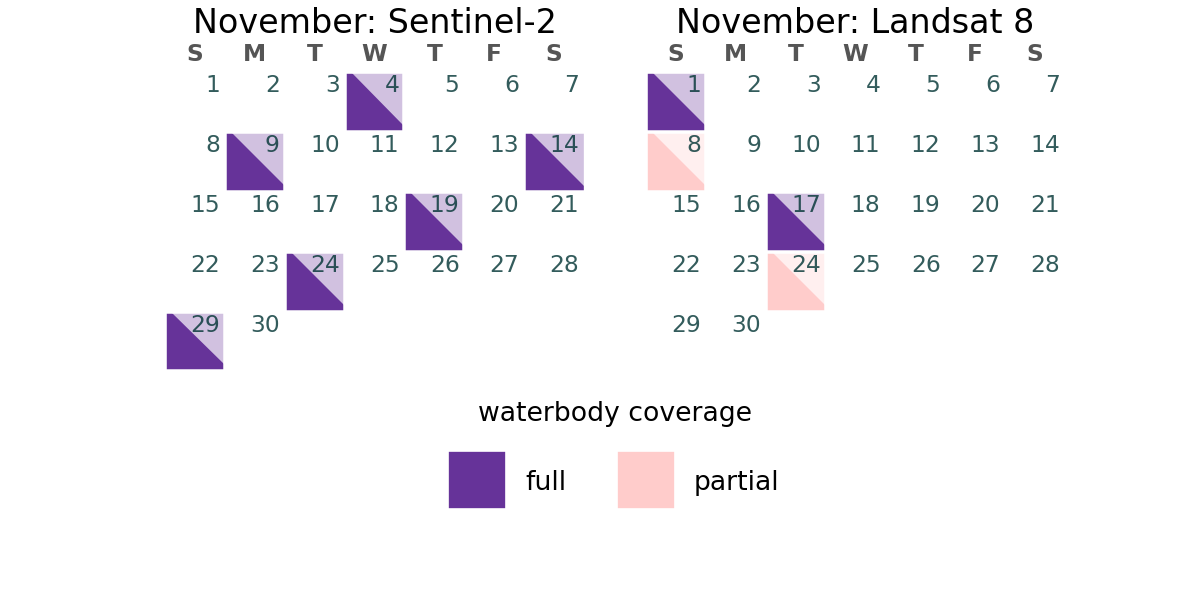 November: Sentinel-2
S M T W T F S
1 2 3 4 5 6 7
8 9 10 11 12 13 14
15 16 17 18 19 20 21
22 23 24 25 26 27 28
29 30
November: Landsat 8
S M T W T F S
1 2 3 4 5 6 7
8 9 10 11 12 13 14
15 16 17 18 19 20 21
22 23 24 25 26 27 28
29 30
waterbody coverage
full
partial